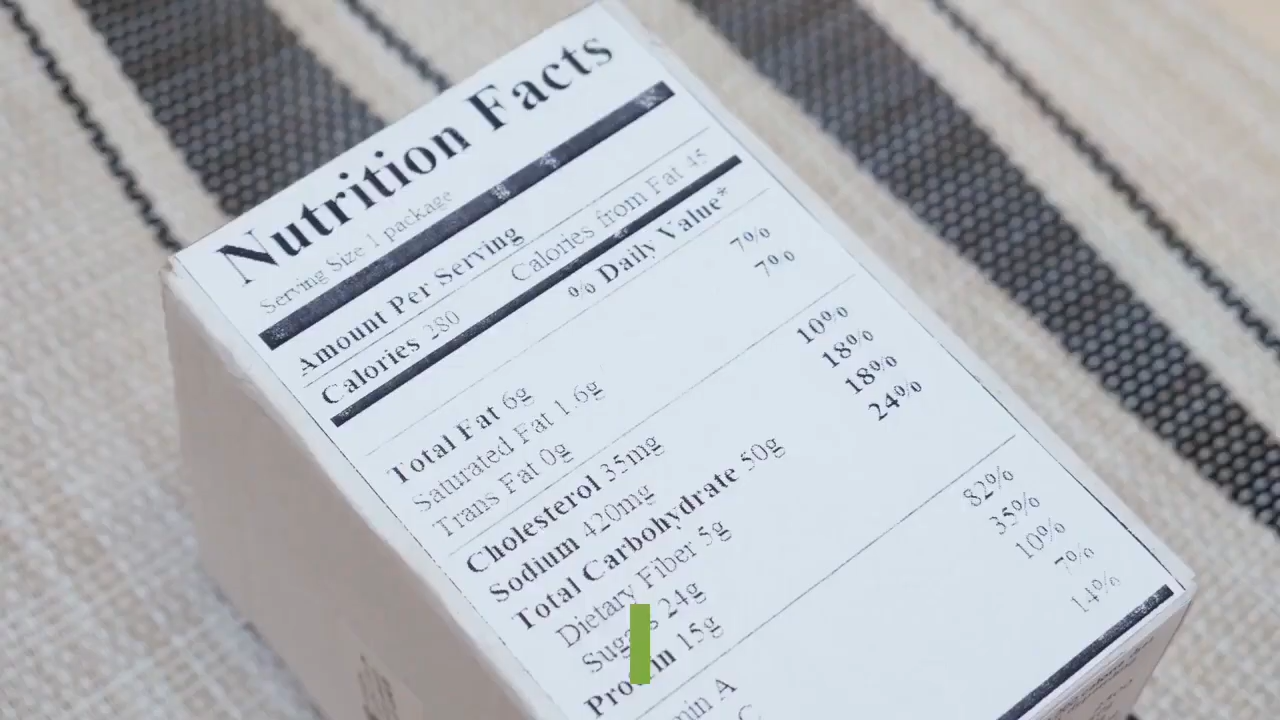 Nutrition Facts
Serving Size 1 package
Amount Per Serving
Calories 280 Calories from Fat 45
% Daily Value*
Total Fat 6g 7%
Saturated Fat 1.6g 7%
Trans Fat 0g
Cholesterol 35mg 10%
Sodium 420mg 18%
Total Carbohydrate 50g 18%
Dietary Fiber 5g 24%
Sugars 24g
Protein 15g 82%
35%
10%
7%
14%